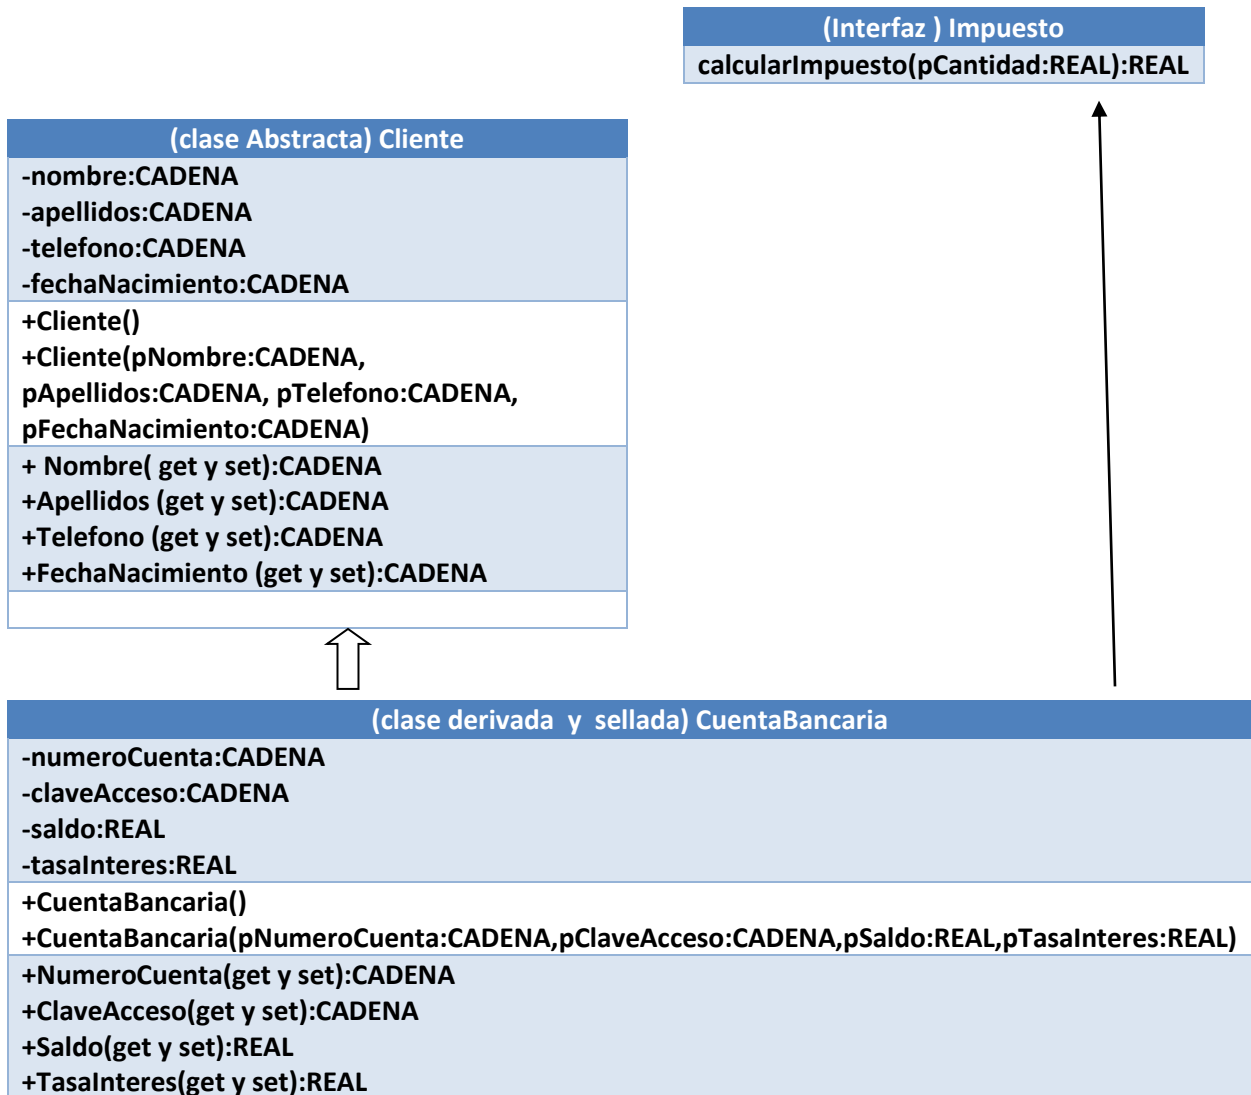 (Interfaz ) Impuesto
calcularImpuesto(pCantidad:REAL):REAL
(clase Abstracta) Cliente
-nombre:CADENA
-apellidos:CADENA
-telefono:CADENA
-fechaNacimiento:CADENA
+Cliente()
+Cliente(pNombre:CADENA,
pApellidos:CADENA, pTelefono:CADENA,
pFechaNacimiento:CADENA)
+ Nombre( get y set):CADENA
+Apellidos (get y set):CADENA
+Telefono (get y set):CADENA
+FechaNacimiento (get y set):CADENA
(clase derivada y sellada) CuentaBancaria
-numeroCuenta:CADENA
-claveAcceso:CADENA
-saldo:REAL
-tasaInteres:REAL
+CuentaBancaria()
+CuentaBancaria(pNumeroCuenta:CADENA,pClaveAcceso:CADENA,pSaldo:REAL,pTasaInteres:REAL)
+NumeroCuenta(get y set):CADENA
+ClaveAcceso(get y set):CADENA
+Saldo(get y set):REAL
+TasaInteres(get y set):REAL